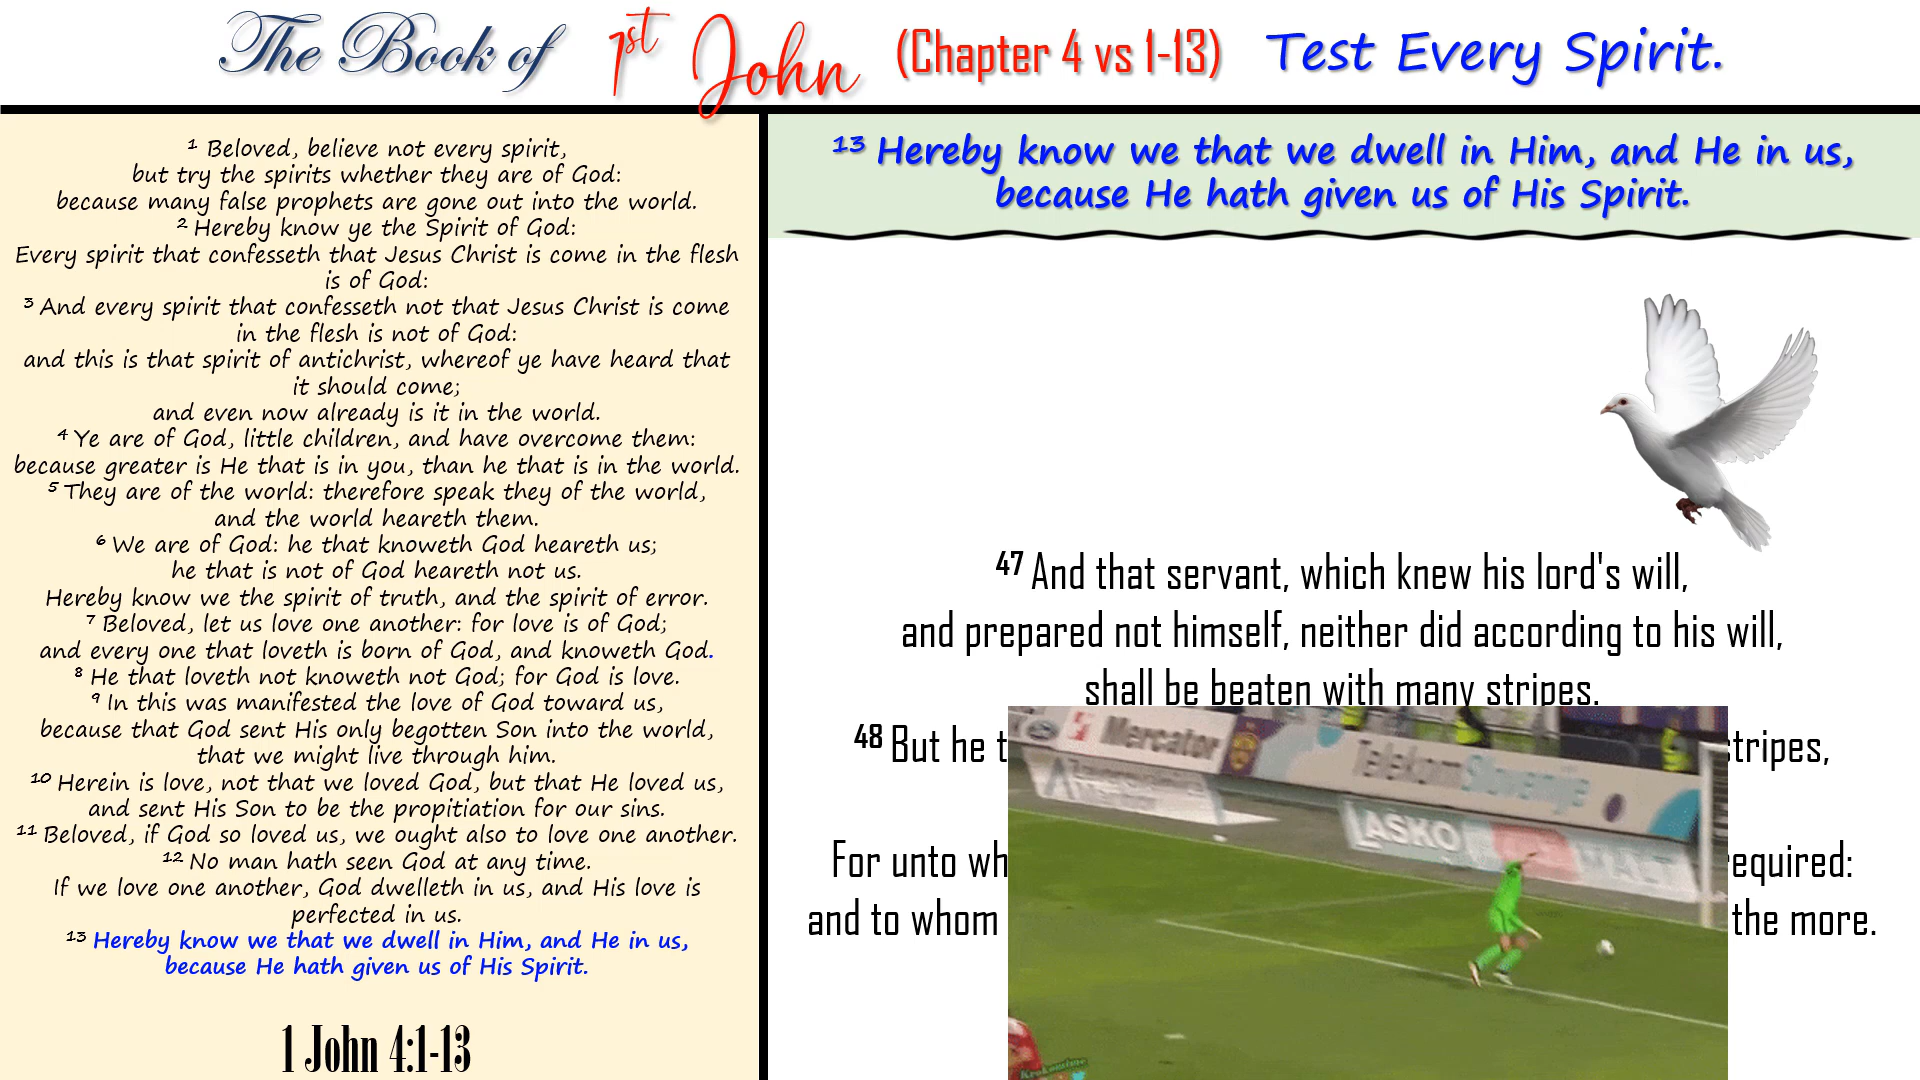 The Book of 1st John (Chapter 4 vs 1-13) Test Every Spirit.
1 Beloved, believe not every spirit,
but try the spirits whether they are of God:
because many false prophets are gone out into the world.
2 Hereby know ye the Spirit of God:
Every spirit that confesseth that Jesus Christ is come in the flesh
is of God:
3 And every spirit that confesseth not that Jesus Christ is come
in the flesh is not of God:
and this is that spirit of antichrist, whereof ye have heard that
it should come;
and even now already is it in the world.
4 Ye are of God, little children, and have overcome them:
because greater is He that is in you, than he that is in the world.
5 They are of the world: therefore speak they of the world,
and the world heareth them.
6 We are of God: he that knoweth God heareth us;
he that is not of God heareth not us.
Hereby know we the spirit of truth, and the spirit of error.
7 Beloved, let us love one another: for love is of God;
and every one that loveth is born of God, and knoweth God.
8 He that loveth not knoweth not God; for God is love.
9 In this was manifested the love of God toward us,
because that God sent His only begotten Son into the world,
that we might live through him.
10 Herein is love, not that we loved God, but that He loved us,
and sent His Son to be the propitiation for our sins.
11 Beloved, if God so loved us, we ought also to love one another.
12 No man hath seen God at any time.
If we love one another, God dwelleth in us, and His love is
perfected in us.
13 Hereby know we that we dwell in Him, and He in us,
because He hath given us of His Spirit.
1 John 4:1-13
13 Hereby know we that we dwell in Him, and He in us,
because He hath given us of His Spirit.
47 And that servant, which knew his lord's will,
and prepared not himself, neither did according to his will,
shall be beaten with many stripes.
48 But he t stripes,
For unto wh required:
and to whom the more.
Mercator
Telekom Slovenije
ASKO